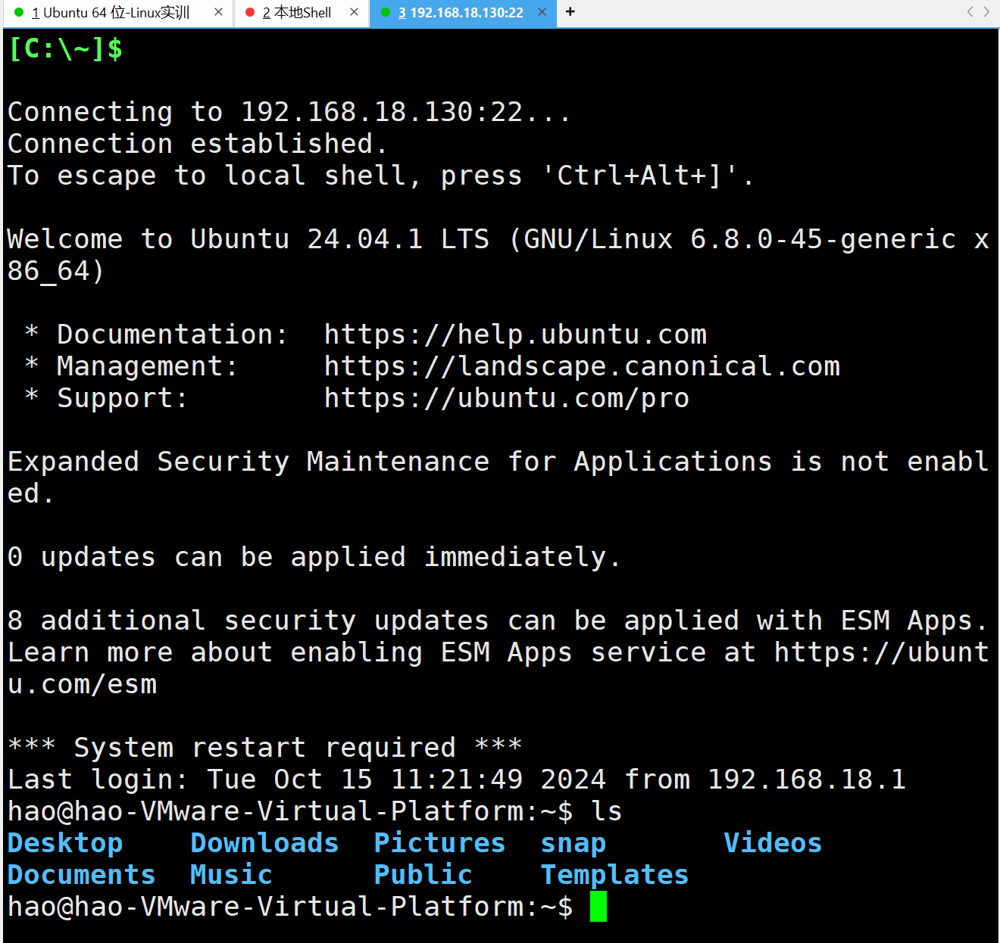 1 Ubuntu 64 位-Linux实训 × 2 本地Shell × 3 192.168.18.130:22 × +
[C:\~]$
Connecting to 192.168.18.130:22...
Connection established.
To escape to local shell, press 'Ctrl+Alt+]'.
Welcome to Ubuntu 24.04.1 LTS (GNU/Linux 6.8.0-45-generic x
86_64)
* Documentation:  https://help.ubuntu.com
* Management:     https://landscape.canonical.com
* Support:        https://ubuntu.com/pro
Expanded Security Maintenance for Applications is not enabl
ed.
0 updates can be applied immediately.
8 additional security updates can be applied with ESM Apps.
Learn more about enabling ESM Apps service at https://ubunt
u.com/esm
*** System restart required ***
Last login: Tue Oct 15 11:21:49 2024 from 192.168.18.1
hao@hao-VMware-Virtual-Platform:~$ ls
Desktop    Downloads  Pictures  snap       Videos
Documents  Music      Public    Templates
hao@hao-VMware-Virtual-Platform:~$